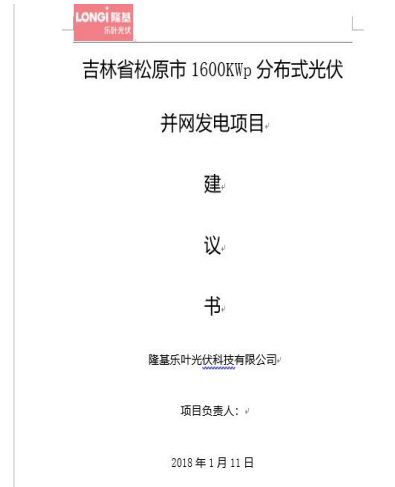 LONGi 隆基
乐叶光伏
吉林省松原市 1600KWp 分布式光伏
并网发电项目
建
议
书
隆基乐叶光伏科技有限公司
项目负责人：
2018 年 1 月 11 日